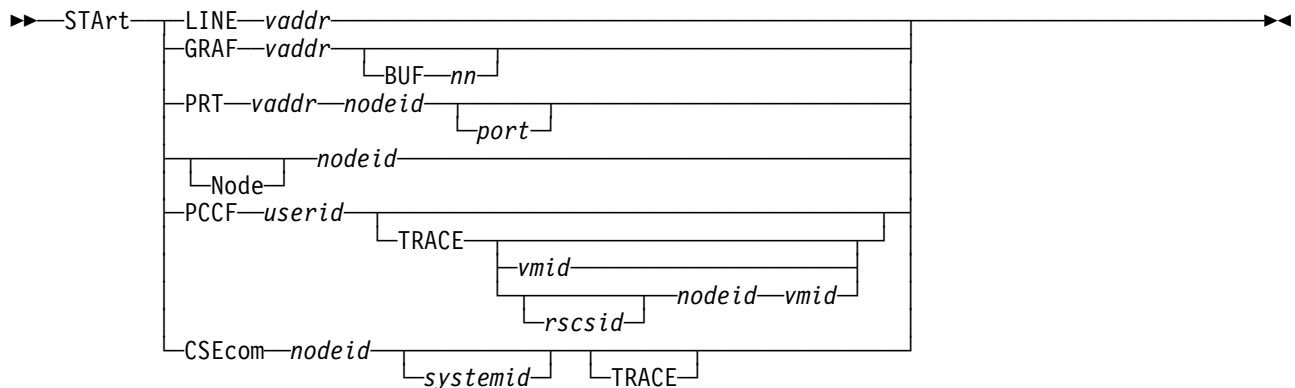 STArt LINE vaddr
GRAF vaddr
BUF nn
PRT vaddr nodeid
port
nodeid
Node
PCCF userid
TRACE
vmid
nodeid vmid
rscsid
CSEcom nodeid
systemid TRACE